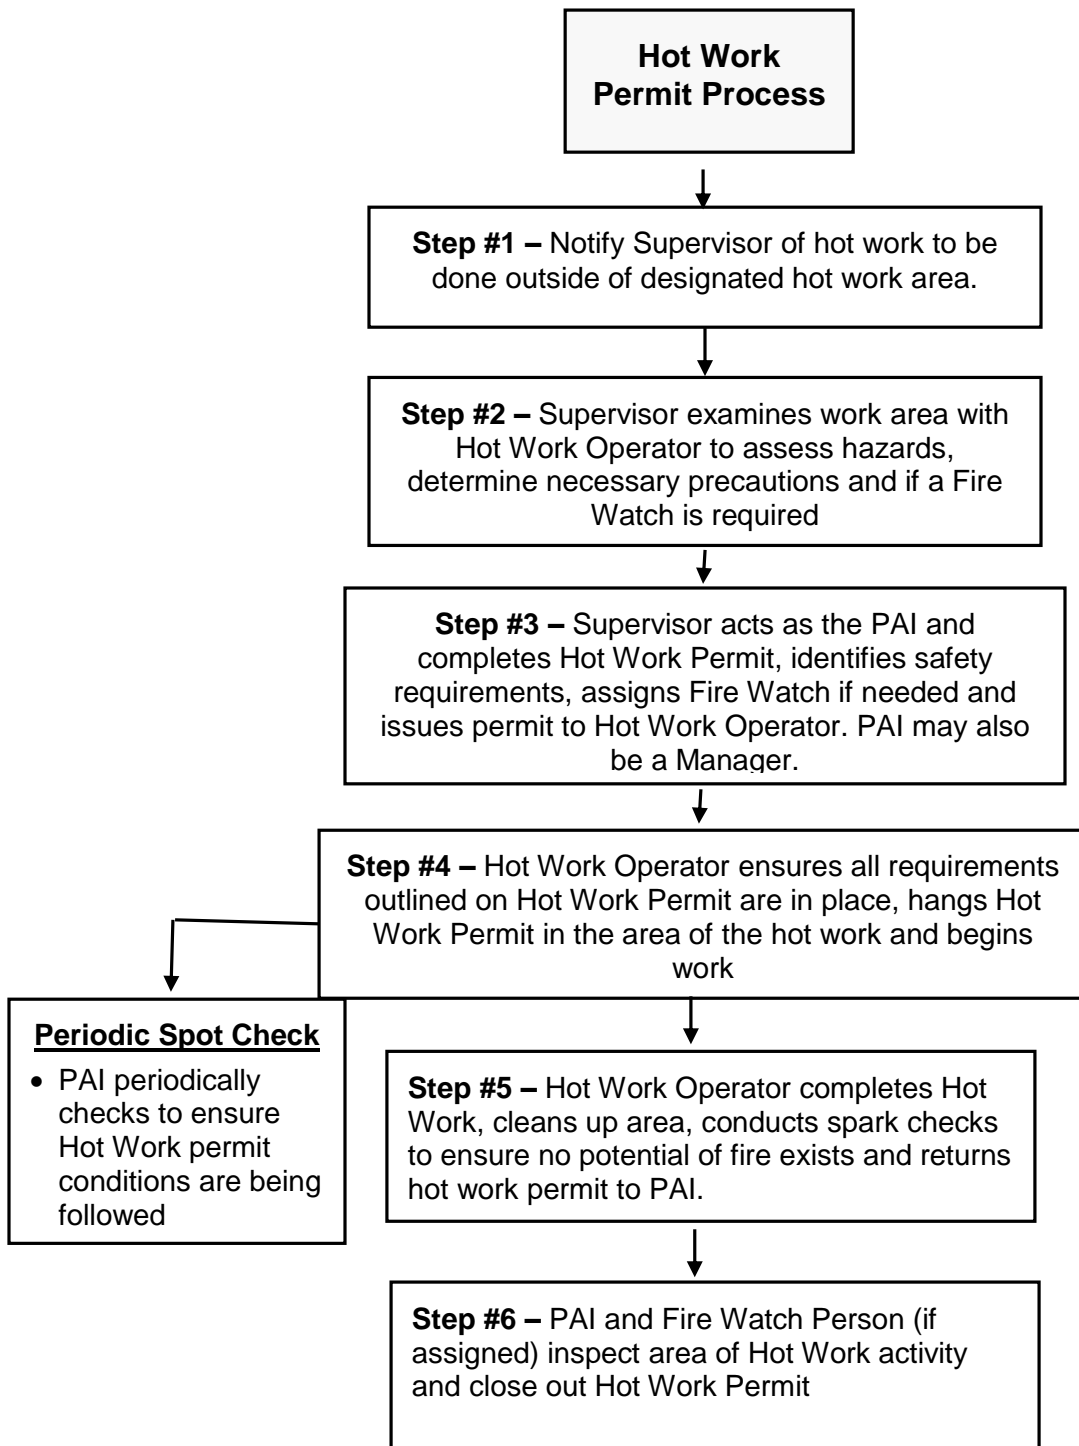 Hot Work
Permit Process
Step #1 – Notify Supervisor of hot work to be
done outside of designated hot work area.
Step #2 – Supervisor examines work area with
Hot Work Operator to assess hazards,
determine necessary precautions and if a Fire
Watch is required
Step #3 – Supervisor acts as the PAI and
completes Hot Work Permit, identifies safety
requirements, assigns Fire Watch if needed and
issues permit to Hot Work Operator. PAI may also
be a Manager.
Step #4 – Hot Work Operator ensures all requirements
outlined on Hot Work Permit are in place, hangs Hot
Work Permit in the area of the hot work and begins
work
Periodic Spot Check
• PAI periodically
checks to ensure
Hot Work permit
conditions are being
followed
Step #5 – Hot Work Operator completes Hot
Work, cleans up area, conducts spark checks
to ensure no potential of fire exists and returns
hot work permit to PAI.
Step #6 – PAI and Fire Watch Person (if
assigned) inspect area of Hot Work activity
and close out Hot Work Permit